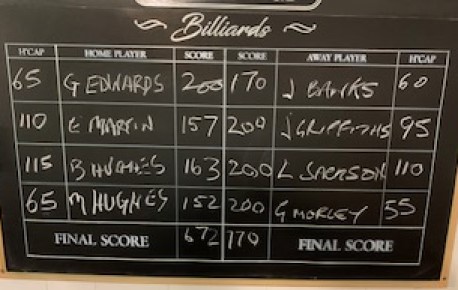 Billiards
H'CAP HOME PLAYER SCORE SCORE AWAY PLAYER H'CAP
65 G EDWARDS 200 170 J BANKS 60
110 E MARTIN 157 200 J GRIFFITHS 95
115 B HUGHES 163 200 L 110
65 M HUGHES 152 200 G MORLEY 55
FINAL SCORE 672 770 FINAL SCORE